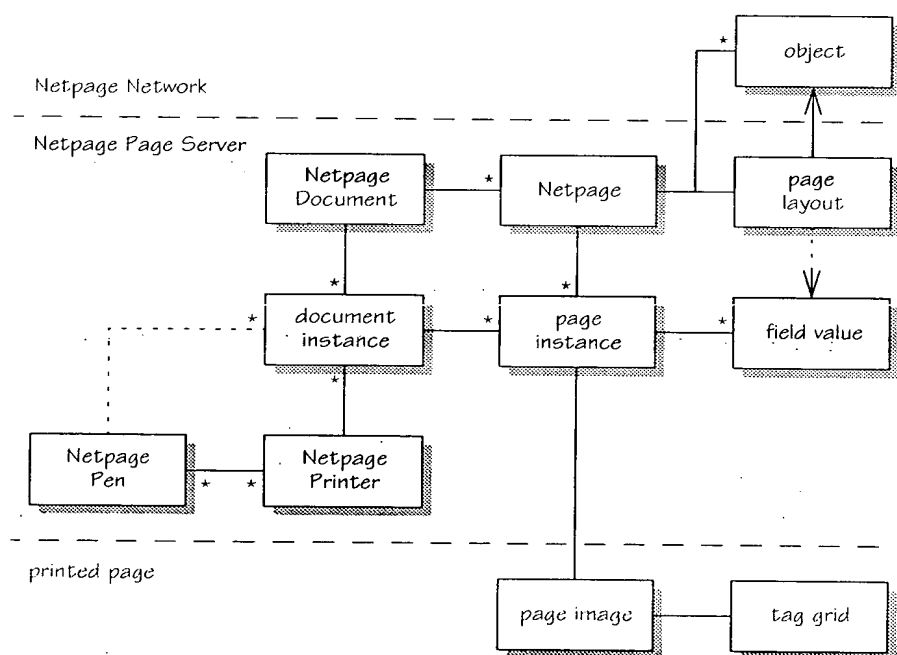 object
Netpage Network
Netpage Page Server
Netpage
Document
Netpage
page
layout
document
instance
page
instance
field value
Netpage
Pen
Netpage
Printer
printed page
page image
tag grid
*
*
*
*
*
*
*
*
*
*